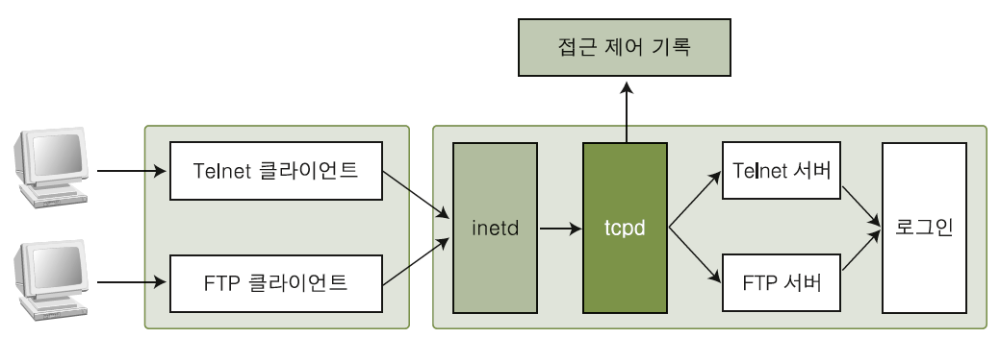 접근 제어 기록
Telnet 클라이언트
FTP 클라이언트
inetd
tcpd
Telnet 서버
FTP 서버
로그인